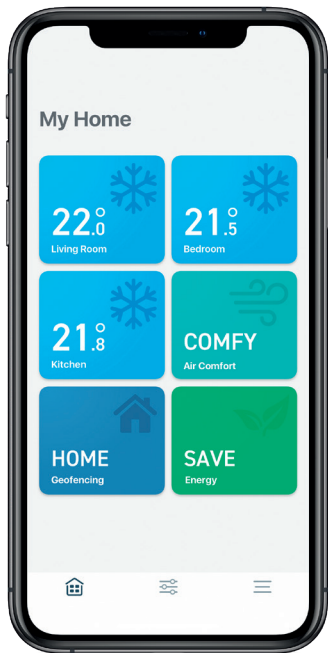 My Home
22.0°
Living Room
21.5°
Bedroom
21.8°
Kitchen
COMFY
Air Comfort
HOME
Geofencing
SAVE
Energy